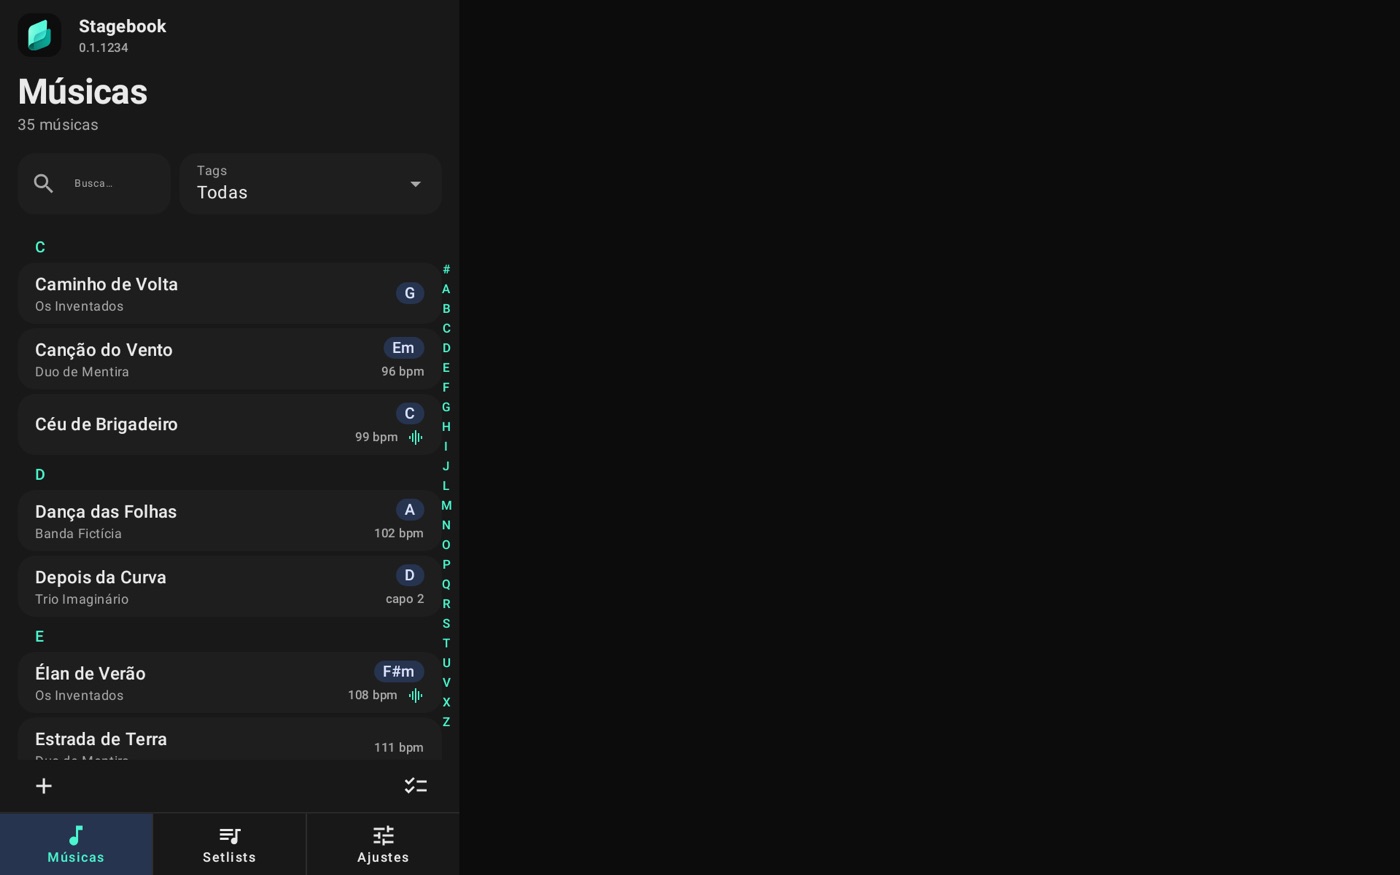 Stagebook
0.1.1234
Músicas
35 músicas
Busca…
Tags
Todas
C
Caminho de Volta
Os Inventados
G
Canção do Vento
Duo de Mentira
Em
96 bpm
Céu de Brigadeiro
C
99 bpm
D
Dança das Folhas
Banda Fictícia
A
102 bpm
Depois da Curva
Trio Imaginário
D
capo 2
E
Élan de Verão
Os Inventados
F#m
108 bpm
Estrada de Terra
Duo de Mentira
111 bpm
#
A
B
C
D
E
F
G
H
I
J
L
M
N
O
P
Q
R
S
T
U
V
X
Z
Músicas
Setlists
Ajustes